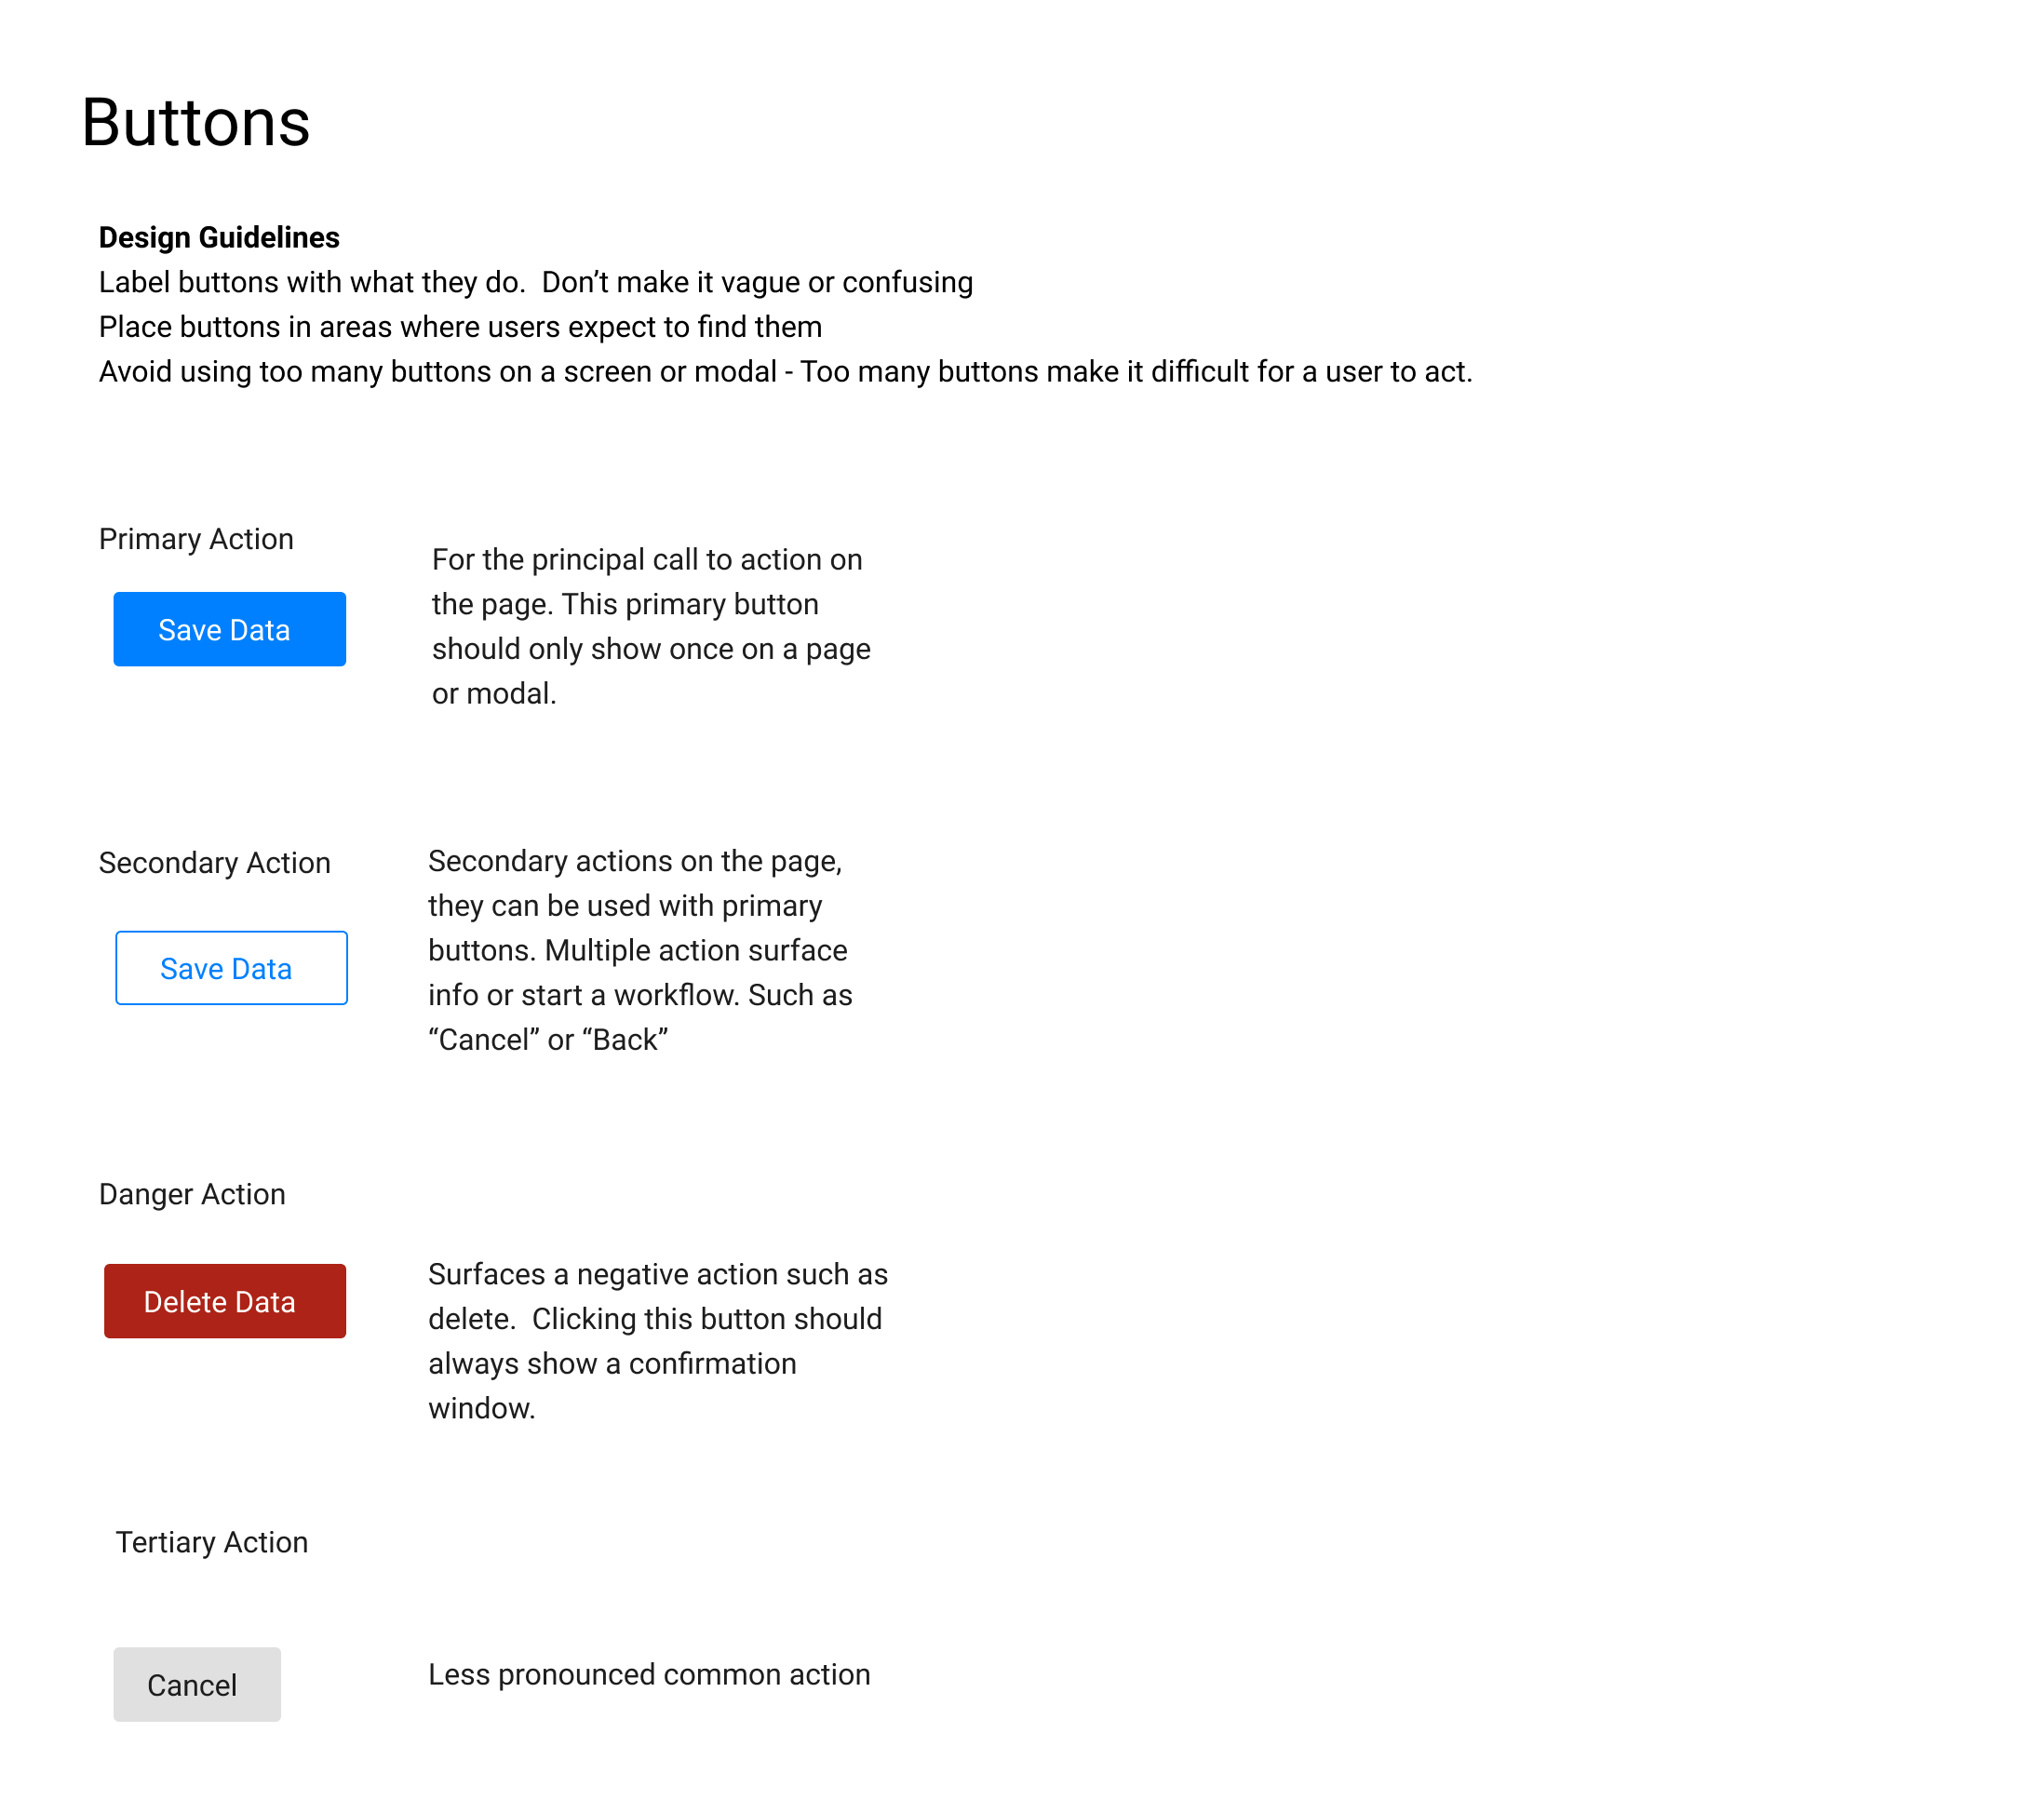 Buttons
Design Guidelines
Label buttons with what they do.  Don’t make it vague or confusing
Place buttons in areas where users expect to find them
Avoid using too many buttons on a screen or modal - Too many buttons make it difficult for a user to act.
Primary Action
Save Data
For the principal call to action on
the page. This primary button
should only show once on a page
or modal.
Secondary Action
Save Data
Secondary actions on the page,
they can be used with primary
buttons. Multiple action surface
info or start a workflow. Such as
“Cancel” or “Back”
Danger Action
Delete Data
Surfaces a negative action such as
delete.  Clicking this button should
always show a confirmation
window.
Tertiary Action
Cancel
Less pronounced common action